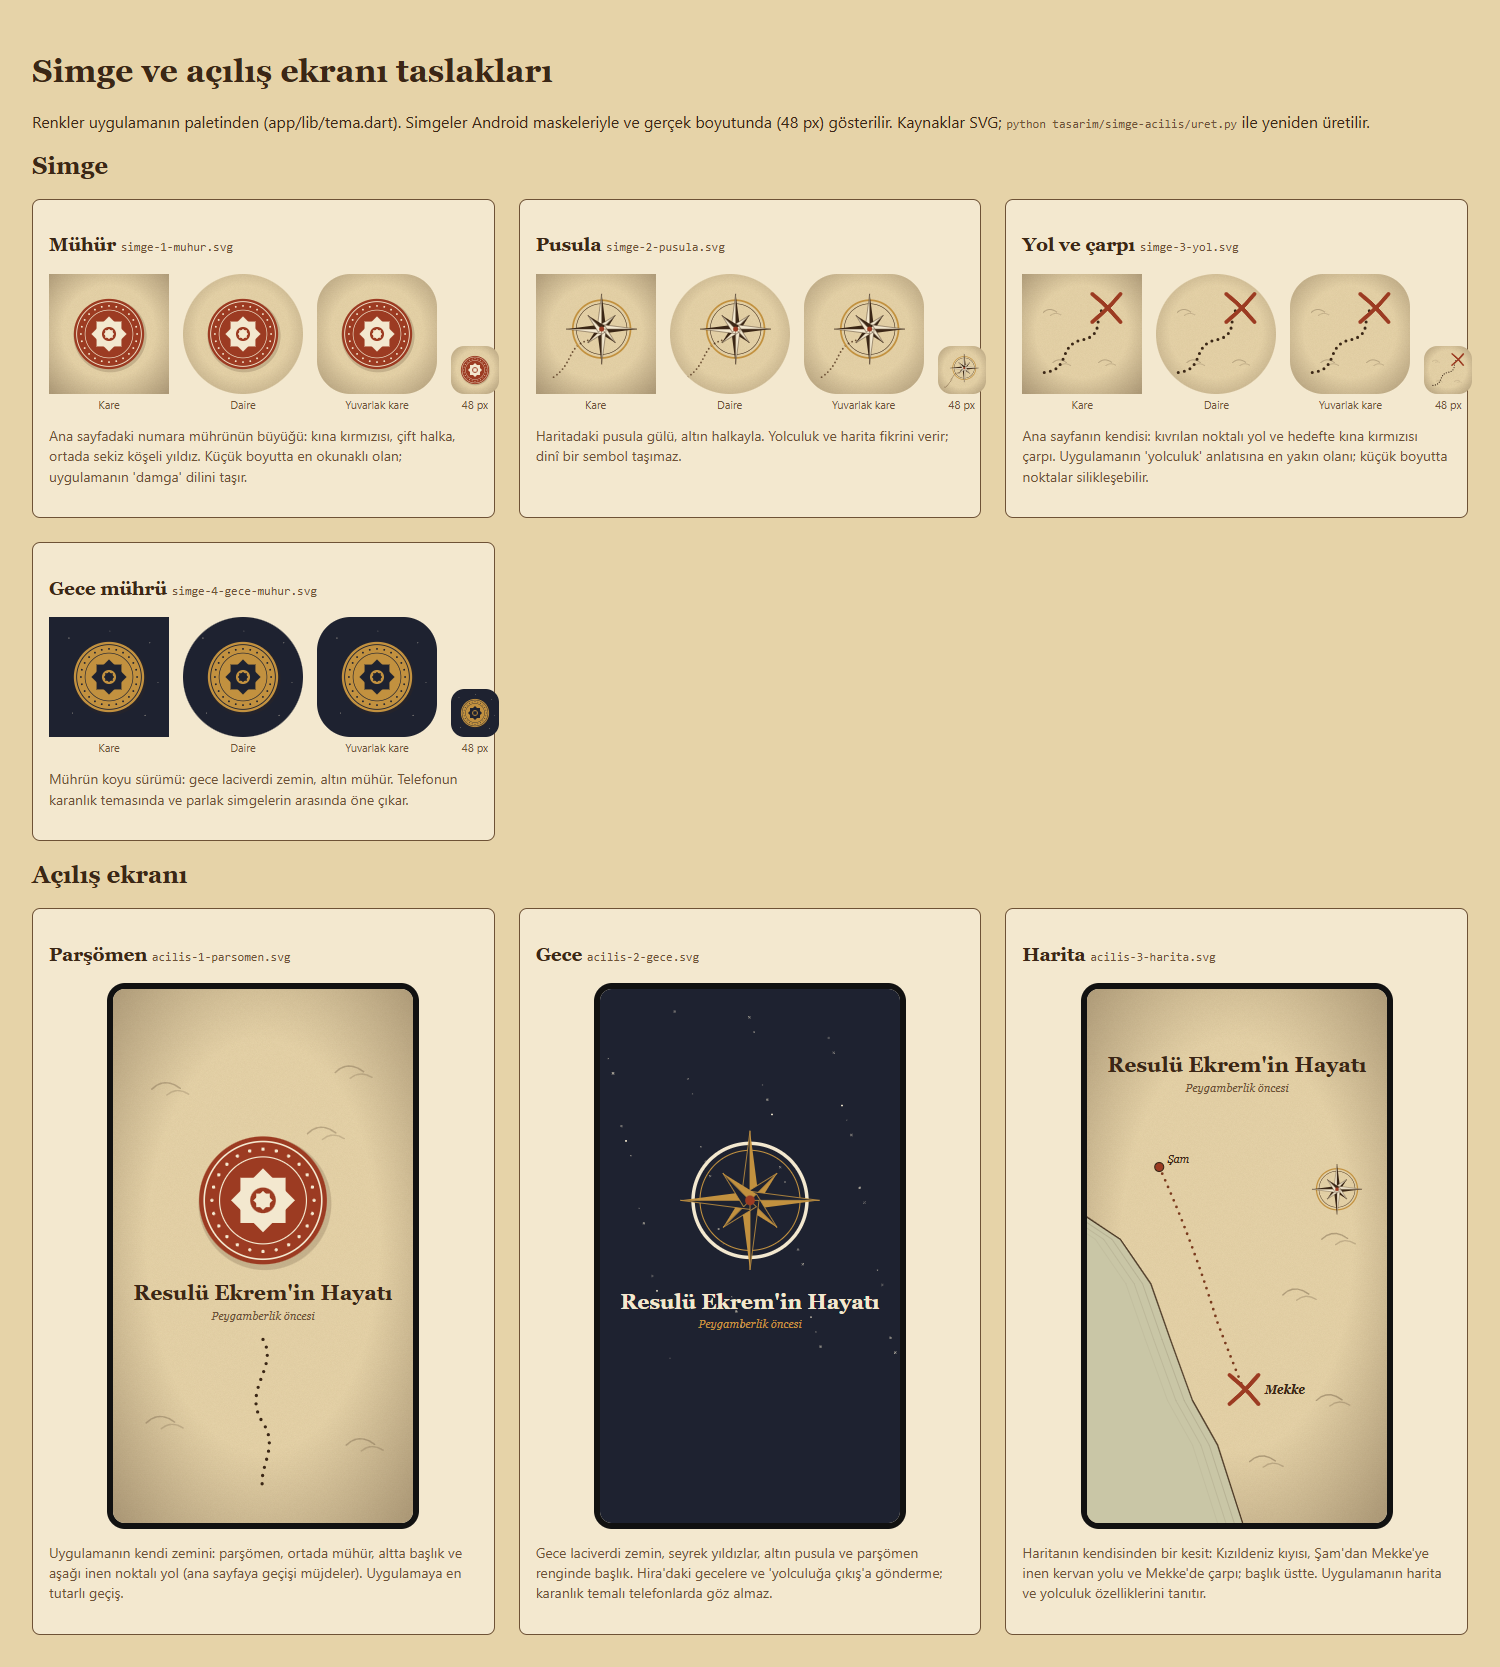 Simge ve açılış ekranı taslakları
Renkler uygulamanın paletinden (app/lib/tema.dart). Simgeler Android maskeleriyle ve gerçek boyutunda (48 px) gösterilir. Kaynaklar SVG; python tasarim/simge-acilis/uret.py ile yeniden üretilir.
Simge
Mühür simge-1-muhur.svg
Kare
Daire
Yuvarlak kare
48 px
Ana sayfadaki numara mührünün büyüğü: kına kırmızısı, çift halka,
ortada sekiz köşeli yıldız. Küçük boyutta en okunaklı olan;
uygulamanın 'damga' dilini taşır.
Pusula simge-2-pusula.svg
Kare
Daire
Yuvarlak kare
48 px
Haritadaki pusula gülü, altın halkayla. Yolculuk ve harita fikrini verir;
dinî bir sembol taşımaz.
Yol ve çarpı simge-3-yol.svg
Kare
Daire
Yuvarlak kare
48 px
Ana sayfanın kendisi: kıvrılan noktalı yol ve hedefte kına kırmızısı
çarpı. Uygulamanın 'yolculuk' anlatısına en yakın olanı; küçük boyutta
noktalar silikleşebilir.
Gece mührü simge-4-gece-muhur.svg
Kare
Daire
Yuvarlak kare
48 px
Mührün koyu sürümü: gece laciverdi zemin, altın mühür. Telefonun
karanlık temasında ve parlak simgelerin arasında öne çıkar.
Açılış ekranı
Parşömen acilis-1-parsomen.svg
Resulü Ekrem'in Hayatı
Peygamberlik öncesi
Uygulamanın kendi zemini: parşömen, ortada mühür, altta başlık ve
aşağı inen noktalı yol (ana sayfaya geçişi müjdeler). Uygulamaya en
tutarlı geçiş.
Gece acilis-2-gece.svg
Resulü Ekrem'in Hayatı
Peygamberlik öncesi
Gece laciverdi zemin, seyrek yıldızlar, altın pusula ve parşömen
renginde başlık. Hira'daki gecelere ve 'yolculuğa çıkış'a gönderme;
karanlık temalı telefonlarda göz almaz.
Harita acilis-3-harita.svg
Resulü Ekrem'in Hayatı
Peygamberlik öncesi
Şam
Mekke
Haritanın kendisinden bir kesit: Kızıldeniz kıyısı, Şam'dan Mekke'ye
inen kervan yolu ve Mekke'de çarpı; başlık üstte. Uygulamanın harita
ve yolculuk özelliklerini tanıtır.